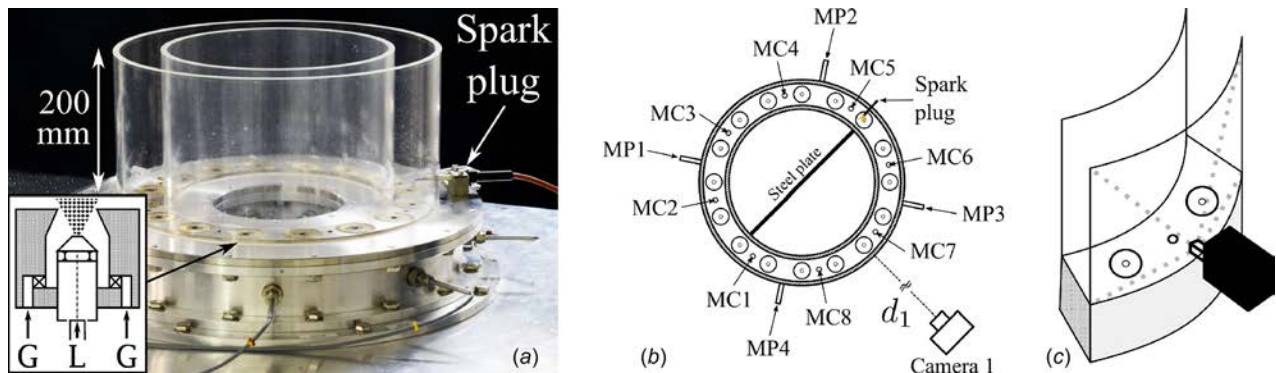 Spark
plug
200
mm
G
L
G
(a)
MP2
MC4
MC5
Spark
plug
MC3
MP1
MC6
Steel plate
MC2
MP3
MC7
MC1
MC8
d₁
MP4
Camera 1
(b)
(c)